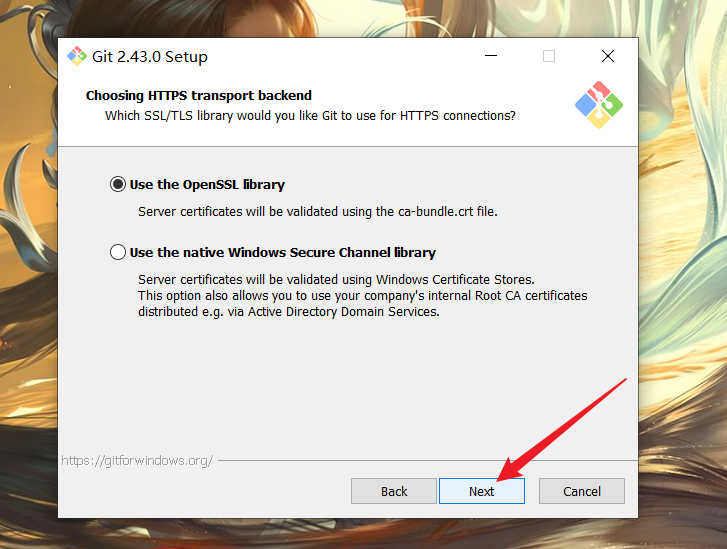 Git 2.43.0 Setup
Choosing HTTPS transport backend
Which SSL/TLS library would you like Git to use for HTTPS connections?
Use the OpenSSL library
Server certificates will be validated using the ca-bundle.crt file.
Use the native Windows Secure Channel library
Server certificates will be validated using Windows Certificate Stores.
This option also allows you to use your company's internal Root CA certificates
distributed e.g. via Active Directory Domain Services.
https://gitforwindows.org/
Back Next Cancel